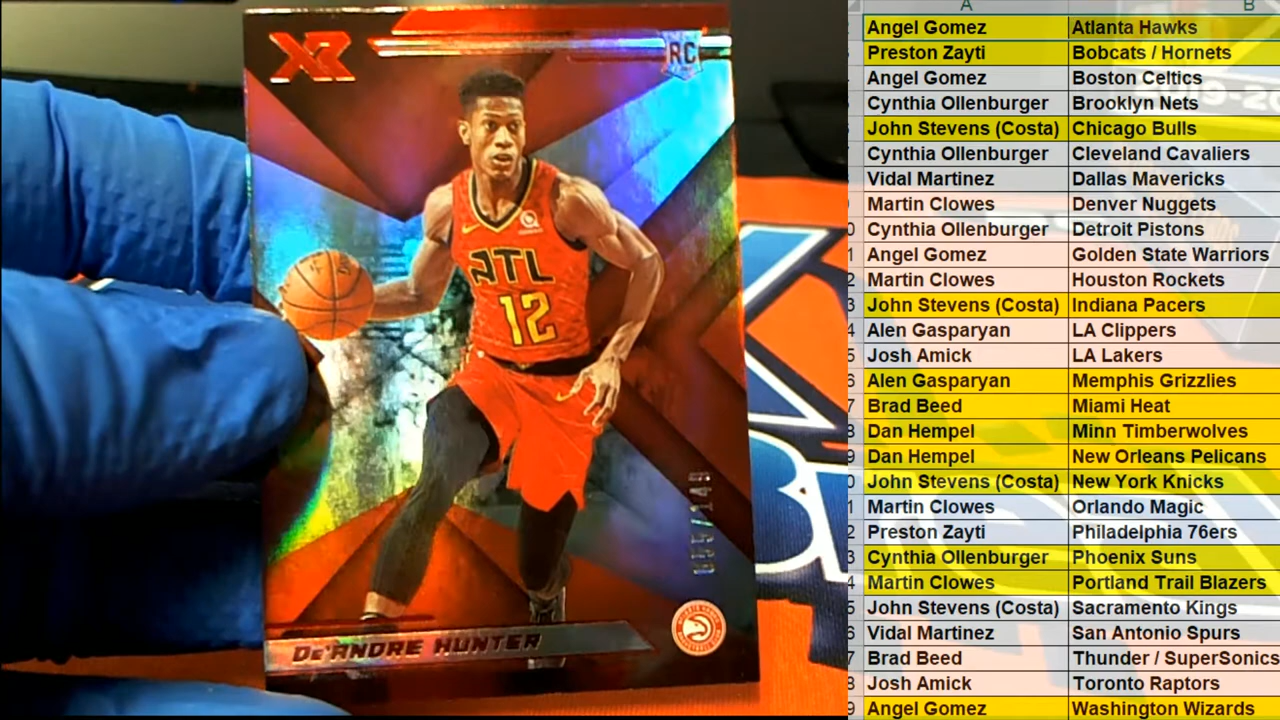 XR
RC
ATL
12
DE'ANDRE HUNTER
A B
Angel Gomez Atlanta Hawks
Preston Zayti Bobcats / Hornets
Angel Gomez Boston Celtics
Cynthia Ollenburger Brooklyn Nets
John Stevens (Costa) Chicago Bulls
Cynthia Ollenburger Cleveland Cavaliers
Vidal Martinez Dallas Mavericks
Martin Clowes Denver Nuggets
Cynthia Ollenburger Detroit Pistons
Angel Gomez Golden State Warriors
Martin Clowes Houston Rockets
John Stevens (Costa) Indiana Pacers
Alen Gasparyan LA Clippers
Josh Amick LA Lakers
Alen Gasparyan Memphis Grizzlies
Brad Beed Miami Heat
Dan Hempel Minn Timberwolves
Dan Hempel New Orleans Pelicans
John Stevens (Costa) New York Knicks
Martin Clowes Orlando Magic
Preston Zayti Philadelphia 76ers
Cynthia Ollenburger Phoenix Suns
Martin Clowes Portland Trail Blazers
John Stevens (Costa) Sacramento Kings
Vidal Martinez San Antonio Spurs
Brad Beed Thunder / SuperSonics
Josh Amick Toronto Raptors
Angel Gomez Washington Wizards